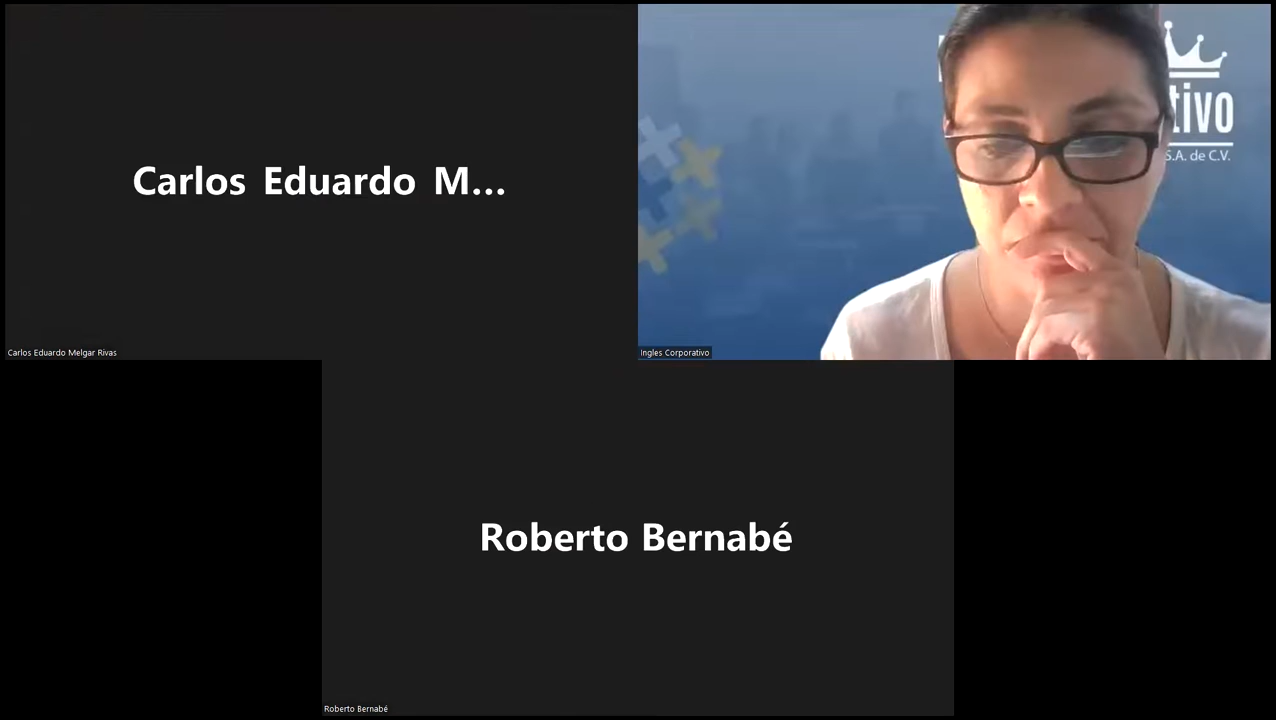 Carlos Eduardo M...
Carlos Eduardo Melgar Rivas
tivo
S.A. de C.V.
Ingles Corporativo
Roberto Bernabé
Roberto Bernabé